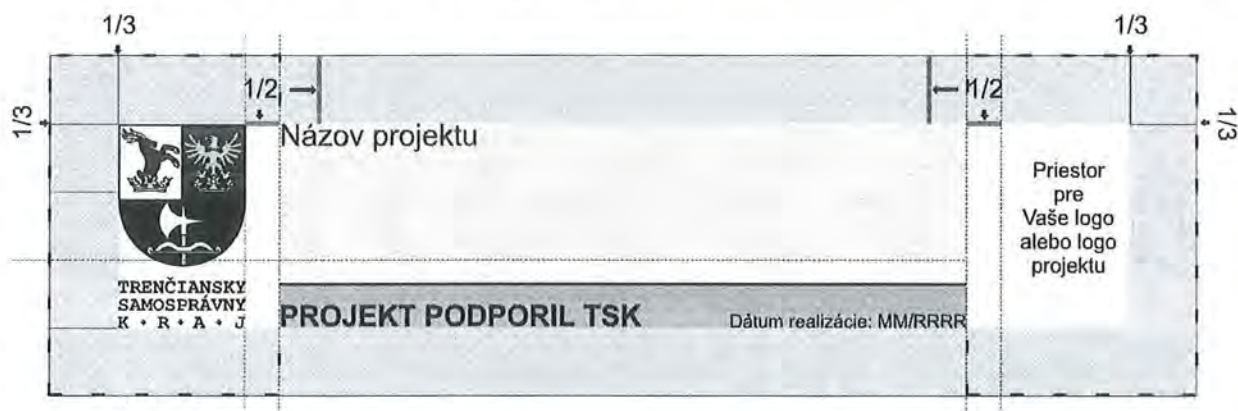 1/3
1/3
1/2
1/2
1/3
1/3
Názov projektu
Priestor
pre
Vaše logo
alebo logo
projektu
TRENČIANSKY
SAMOSPRÁVNY
K · R · A · J
PROJEKT PODPORIL TSK
Dátum realizácie: MM/RRRR